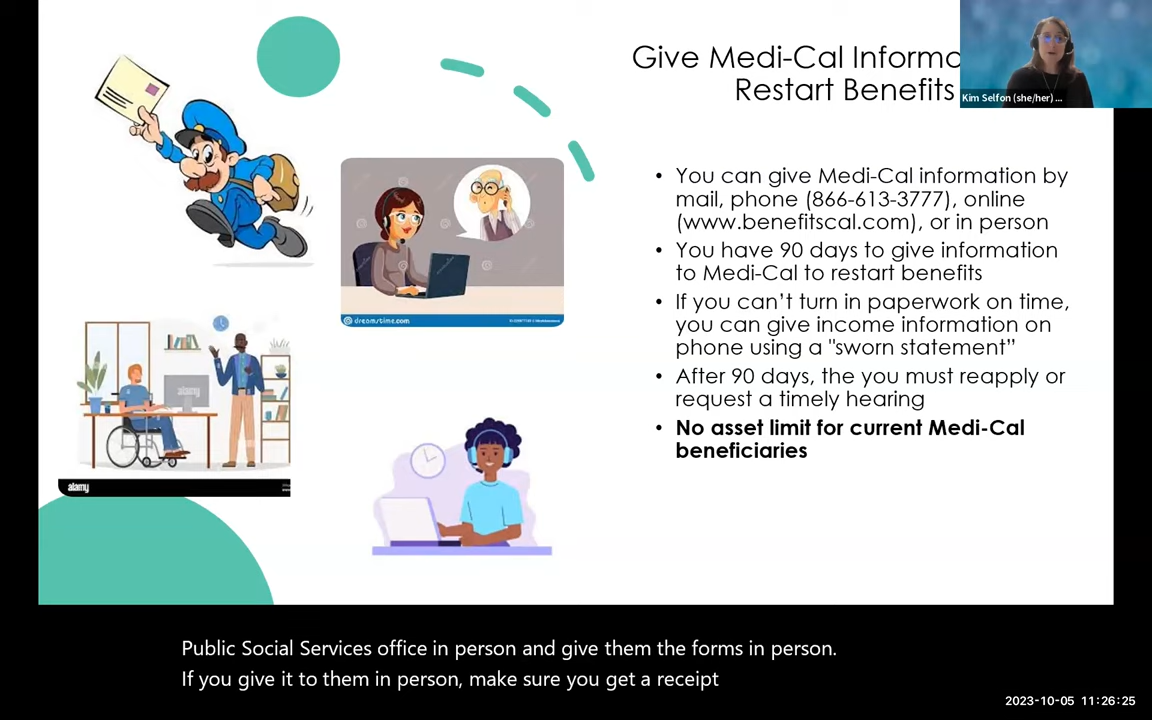 Give Medi-Cal Informa
Restart Benefits
Kim Selfon (she/her) ...
• You can give Medi-Cal information by
mail, phone (866-613-3777), online
(www.benefitscal.com), or in person
• You have 90 days to give information
to Medi-Cal to restart benefits
• If you can’t turn in paperwork on time,
you can give income information on
phone using a "sworn statement”
• After 90 days, the you must reapply or
request a timely hearing
• No asset limit for current Medi-Cal
beneficiaries
dreamstime.com
alamy
alamy
Public Social Services office in person and give them the forms in person.
If you give it to them in person, make sure you get a receipt
2023-10-05 11:26:25